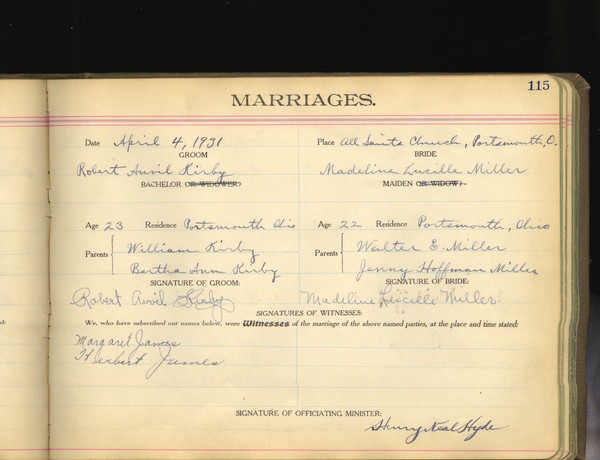 115
MARRIAGES.
Date April 4, 1931 Place All Saints Church, Portsmouth, O.
GROOM BRIDE
Robert Auvil Kirby Madeline Lucille Miller
BACHELOR OR WIDOWER? MAIDEN OR WIDOW?
Age 23 Residence Portsmouth Ohio Age 22 Residence Portsmouth, Ohio
Parents William Kirby Parents Walter E. Miller
Bertha Ann Kirby Jenny Hoffman Miller
SIGNATURE OF GROOM: SIGNATURE OF BRIDE:
Robert Avvil Kirby Madeline Lucille Miller
SIGNATURES OF WITNESSES:
We, who have subscribed our names below, were Witnesses of the marriage of the above named parties, at the place and time stated:
Margaret James
Herbert James
SIGNATURE OF OFFICIATING MINISTER:
Henry Neal Hyde